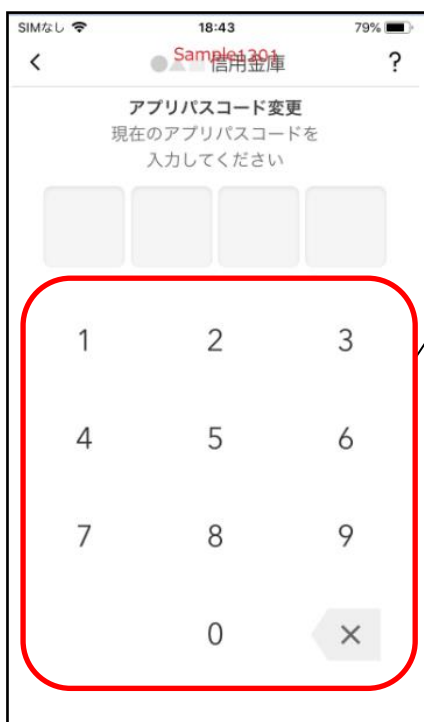 SIMなし 18:43 79%
< ●▲■信用金庫 ?
Sample1301
アプリパスコード変更
現在のアプリパスコードを
入力してください
1 2 3
4 5 6
7 8 9
0 ×